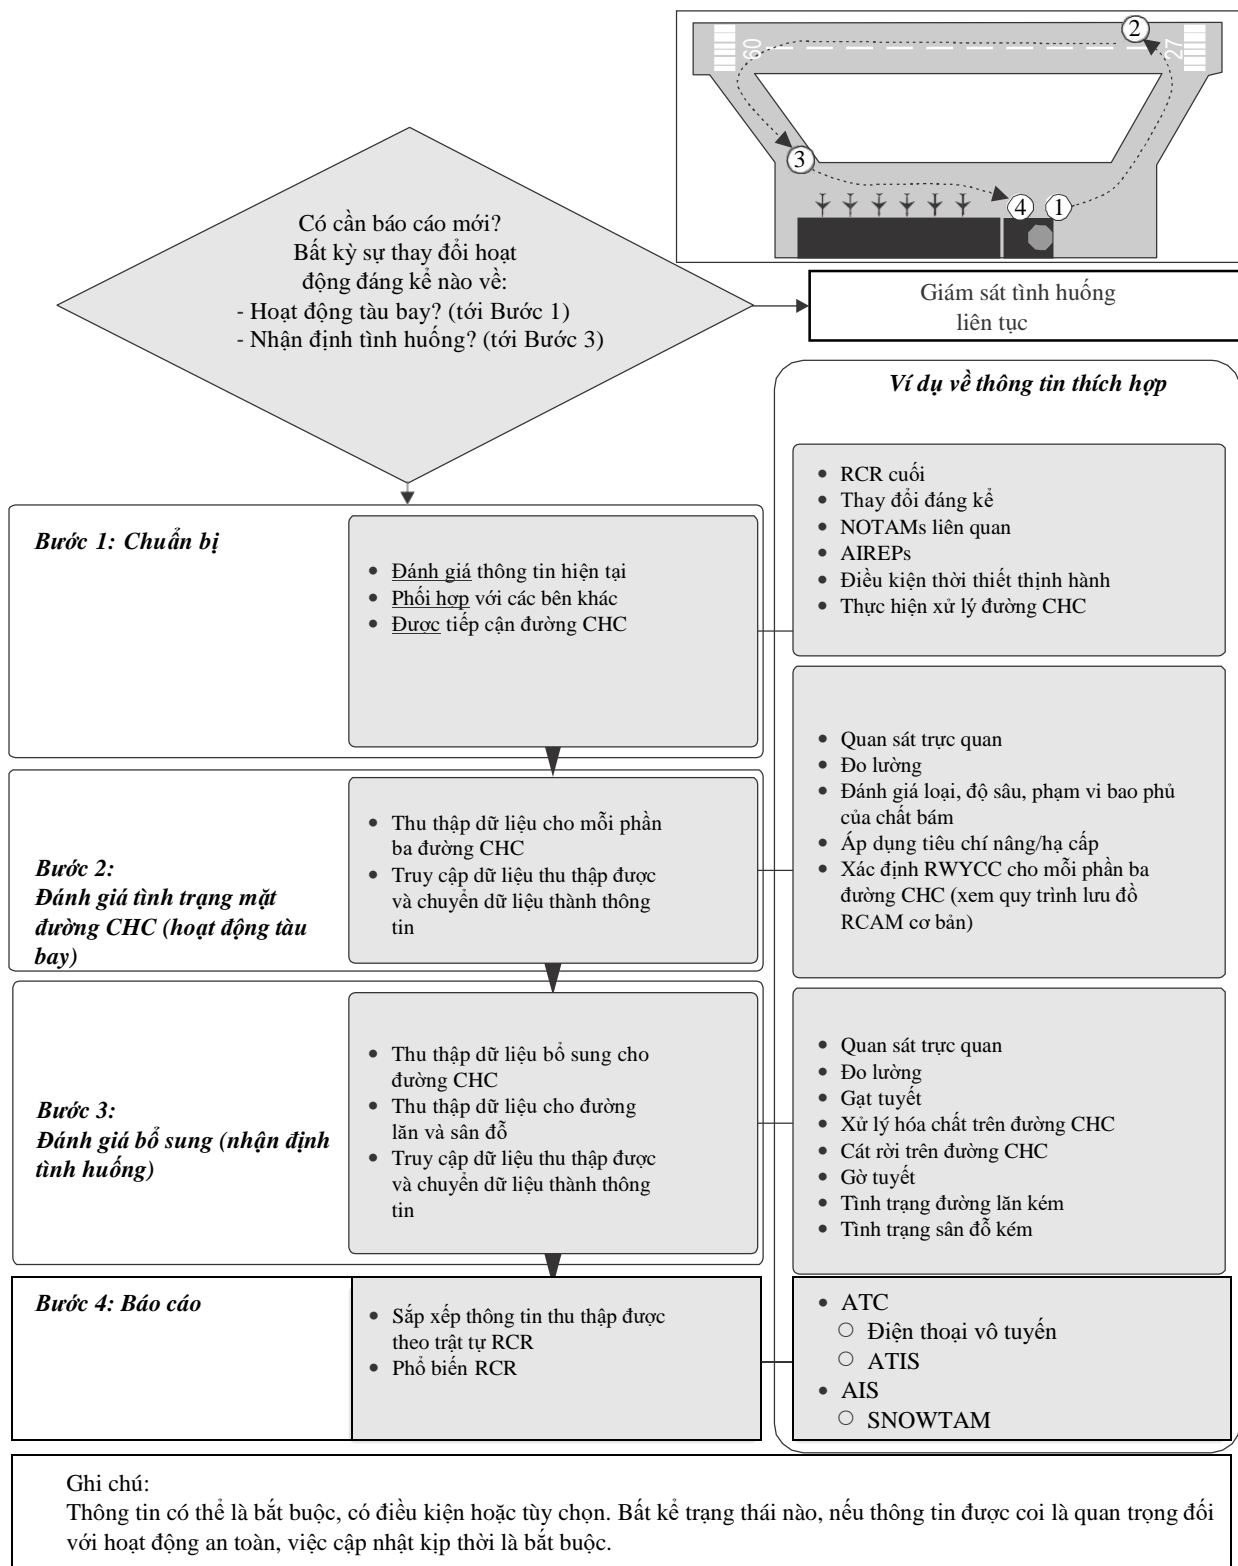 2
60
27
3
4
1
Có cần báo cáo mới?
Bất kỳ sự thay đổi hoạt
động đáng kể nào về:
- Hoạt động tàu bay? (tới Bước 1)
- Nhận định tình huống? (tới Bước 3)
Giám sát tình huống
liên tục
Ví dụ về thông tin thích hợp
Bước 1: Chuẩn bị
• Đánh giá thông tin hiện tại
• Phối hợp với các bên khác
• Được tiếp cận đường CHC
• RCR cuối
• Thay đổi đáng kể
• NOTAMs liên quan
• AIREPs
• Điều kiện thời thiết thịnh hành
• Thực hiện xử lý đường CHC
Bước 2:
Đánh giá tình trạng mặt
đường CHC (hoạt động tàu
bay)
• Thu thập dữ liệu cho mỗi phần
ba đường CHC
• Truy cập dữ liệu thu thập được
và chuyển dữ liệu thành thông
tin
• Quan sát trực quan
• Đo lường
• Đánh giá loại, độ sâu, phạm vi bao phủ
của chất bám
• Áp dụng tiêu chí nâng/hạ cấp
• Xác định RWYCC cho mỗi phần ba
đường CHC (xem quy trình lưu đồ
RCAM cơ bản)
Bước 3:
Đánh giá bổ sung (nhận định
tình huống)
• Thu thập dữ liệu bổ sung cho
đường CHC
• Thu thập dữ liệu cho đường
lăn và sân đỗ
• Truy cập dữ liệu thu thập được
và chuyển dữ liệu thành thông
tin
• Quan sát trực quan
• Đo lường
• Gạt tuyết
• Xử lý hóa chất trên đường CHC
• Cát rời trên đường CHC
• Gờ tuyết
• Tình trạng đường lăn kém
• Tình trạng sân đỗ kém
Bước 4: Báo cáo
• Sắp xếp thông tin thu thập được
theo trật tự RCR
• Phổ biến RCR
• ATC
○ Điện thoại vô tuyến
○ ATIS
• AIS
○ SNOWTAM
Ghi chú:
Thông tin có thể là bắt buộc, có điều kiện hoặc tùy chọn. Bất kể trạng thái nào, nếu thông tin được coi là quan trọng đối
với hoạt động an toàn, việc cập nhật kịp thời là bắt buộc.